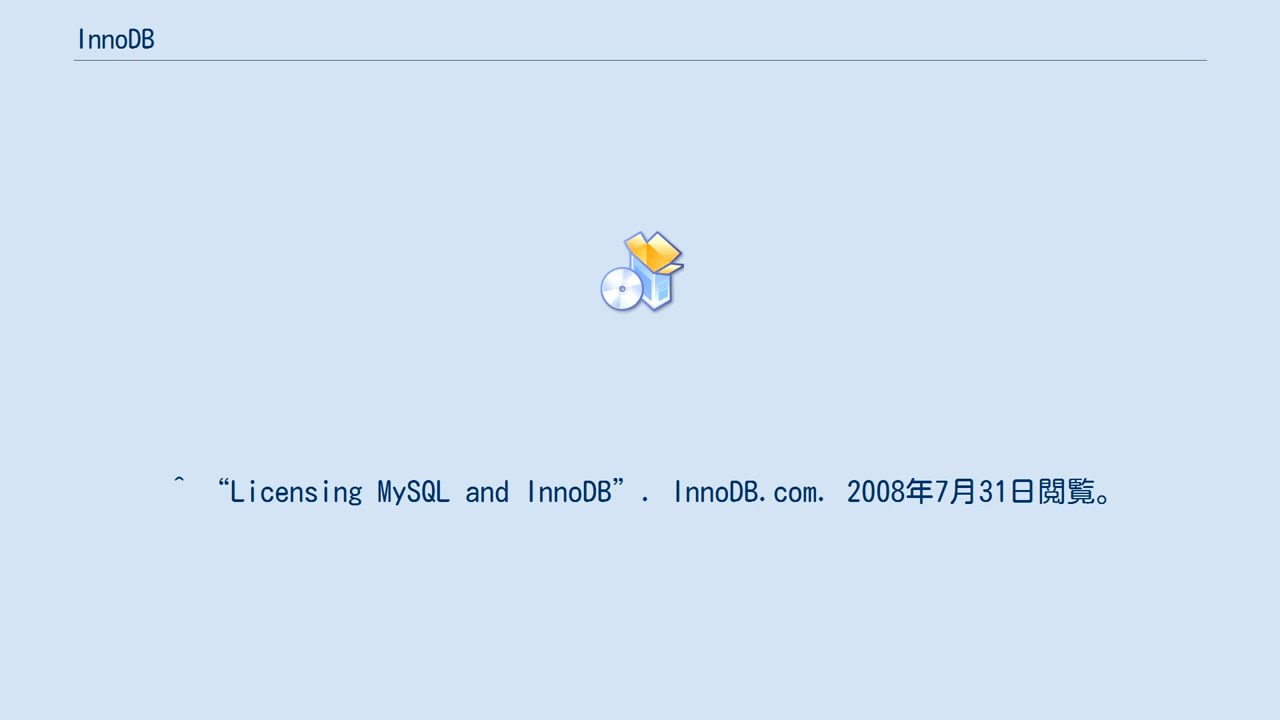 InnoDB
^ “Licensing MySQL and InnoDB”. InnoDB.com. 2008年7月31日閲覧。